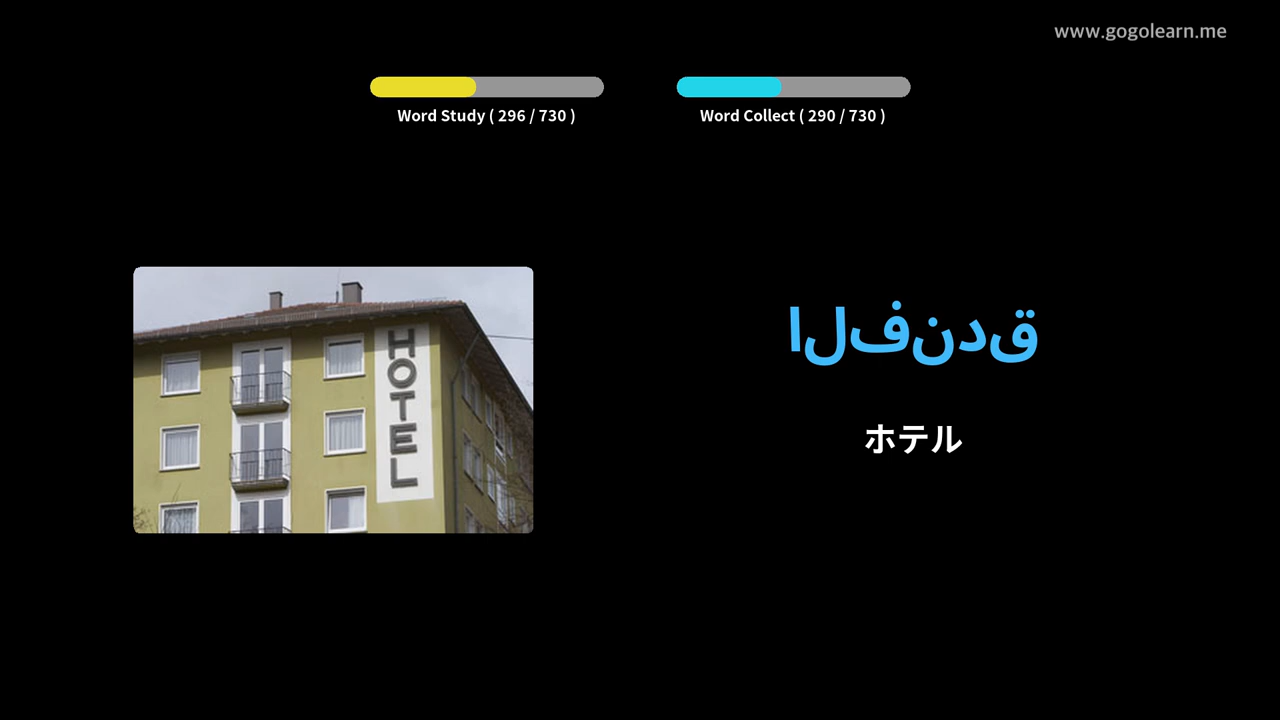 www.gogolearn.me
Word Study ( 296 / 730 )
Word Collect ( 290 / 730 )
HOTEL
الفندق
ホテル